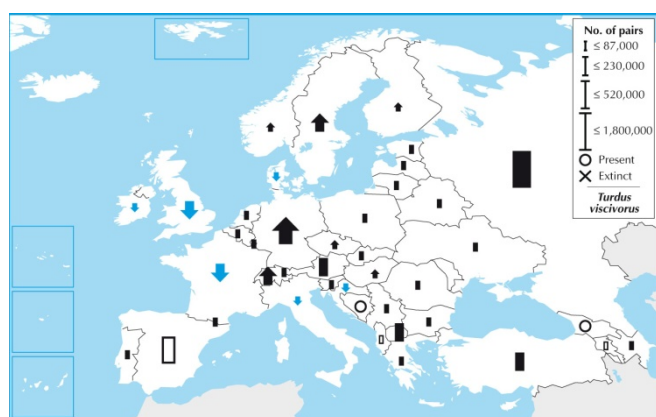 No. of pairs
≤ 87,000
≤ 230,000
≤ 520,000
≤ 1,800,000
Present
Extinct
Turdus
viscivorus